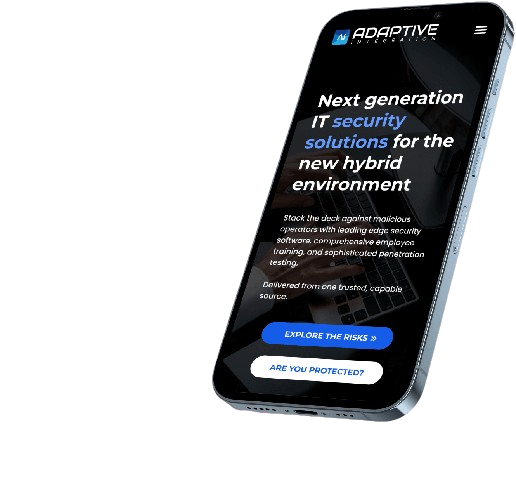 Ai ADAPTIVE
INTEGRATION
Next generation
IT security
solutions for the
new hybrid
environment
Stack the deck against malicious
operators with leading edge security
software, comprehensive employee
training, and sophisticated penetration
testing.
Delivered from one trusted, capable
source.
EXPLORE THE RISKS »
ARE YOU PROTECTED?